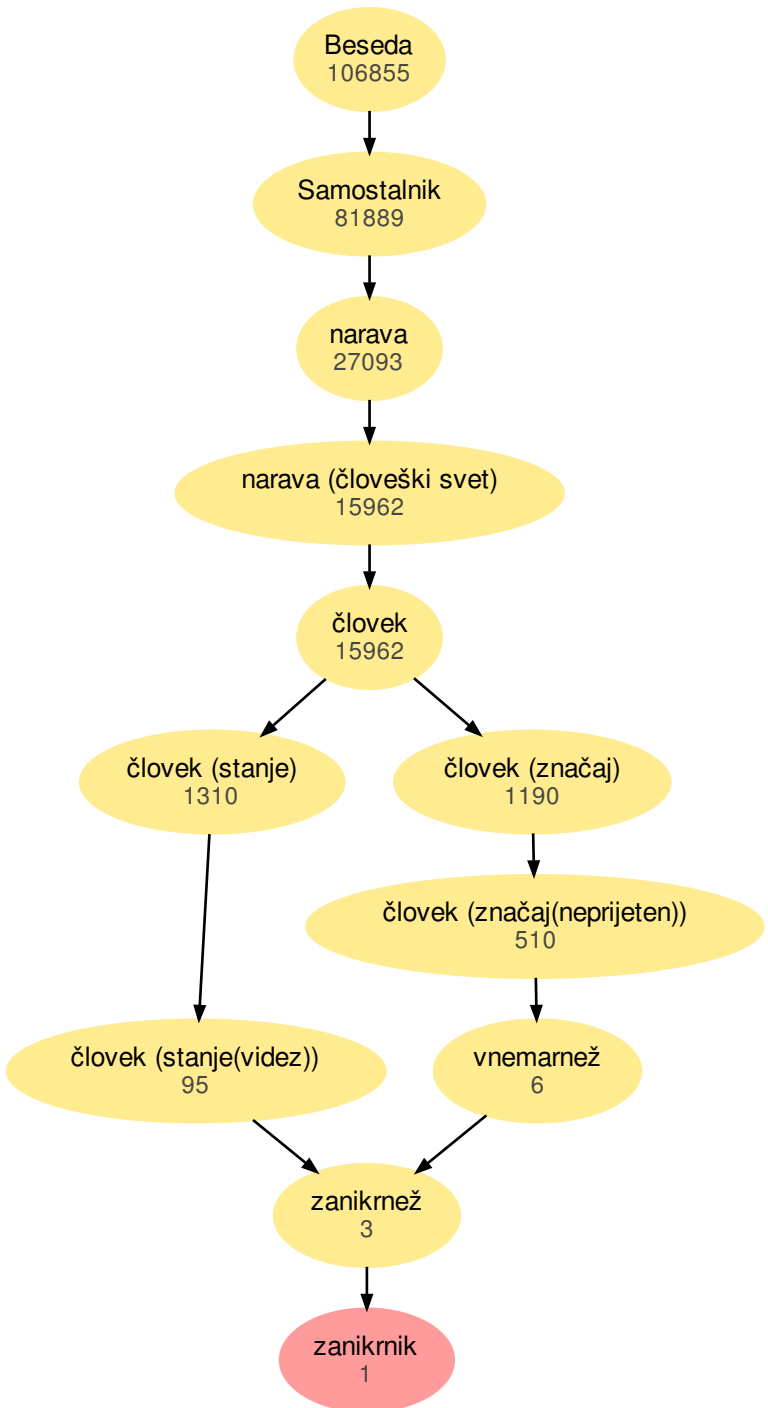 Beseda
106855
Samostalnik
81889
narava
27093
narava (človeški svet)
15962
človek
15962
človek (stanje)
1310
človek (značaj)
1190
človek (značaj(neprijeten))
510
človek (stanje(videz))
95
vnemarnež
6
zanikrnež
3
zanikrnik
1